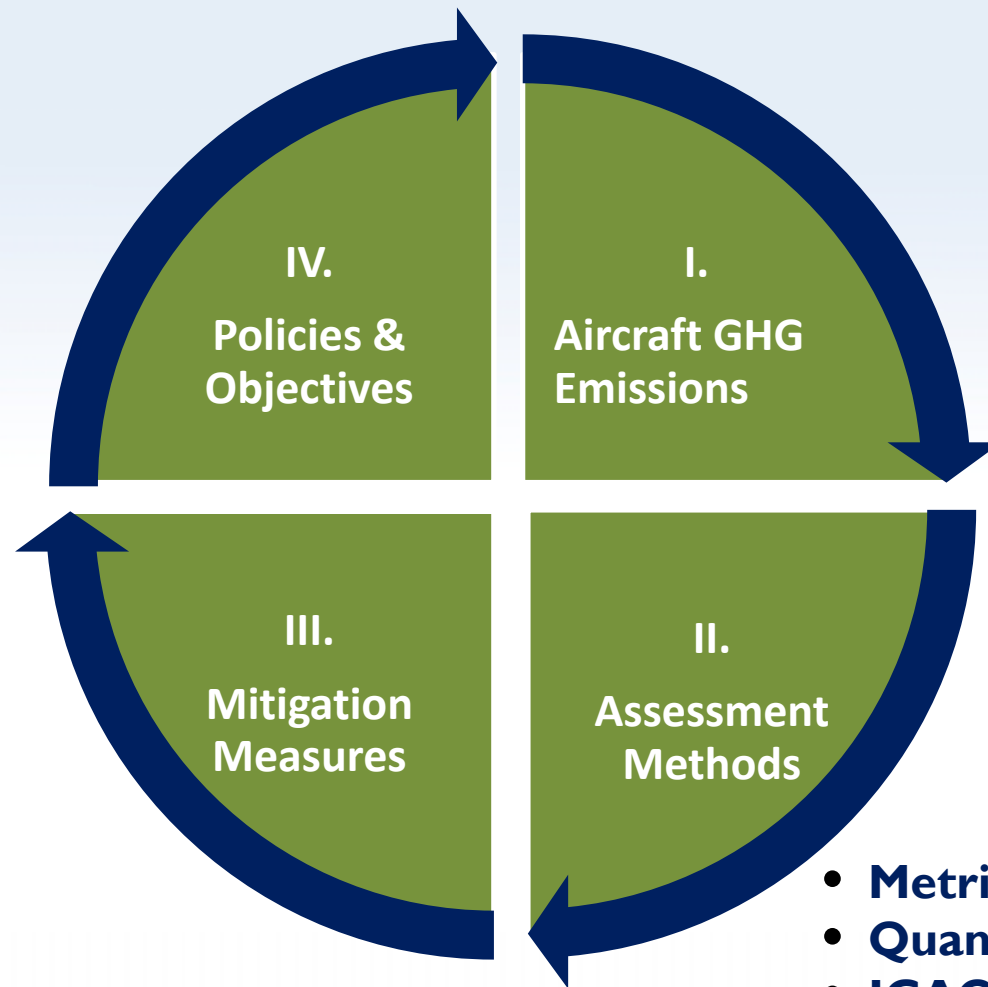 IV.
Policies &
Objectives
I.
Aircraft GHG
Emissions
III.
Mitigation
Measures
II.
Assessment
Methods